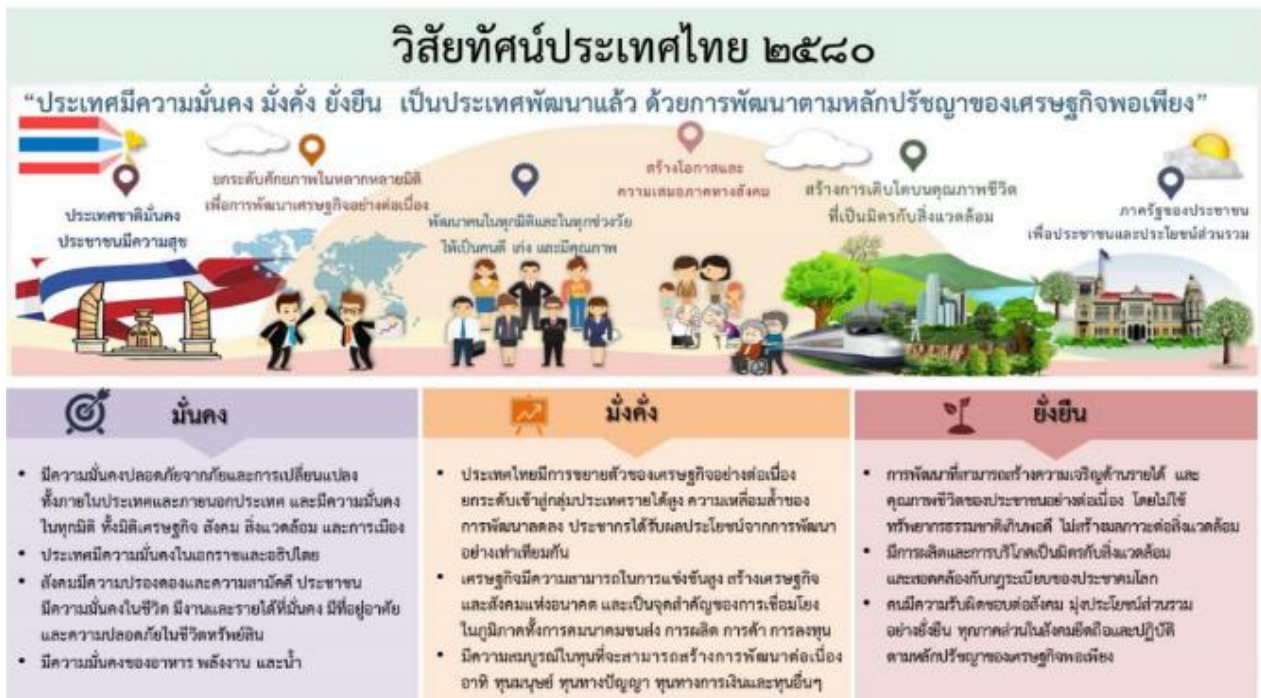 วิสัยทัศน์ประเทศไทย ๒๕๘๐
“ประเทศมีความมั่นคง มั่งคั่ง ยั่งยืน เป็นประเทศพัฒนาแล้ว ด้วยการพัฒนาตามหลักปรัชญาของเศรษฐกิจพอเพียง”
ประเทศชาติมั่นคง
ประชาชนมีความสุข
ยกระดับศักยภาพในหลากหลายมิติ
เพื่อการพัฒนาเศรษฐกิจอย่างต่อเนื่อง
พัฒนาคนในทุกมิติและในทุกช่วงวัย
ให้เป็นคนดี เก่ง และมีคุณภาพ
สร้างโอกาสและ
ความเสมอภาคทางสังคม
สร้างการเติบโตบนคุณภาพชีวิต
ที่เป็นมิตรกับสิ่งแวดล้อม
ภาครัฐของประชาชน
เพื่อประชาชนและประโยชน์ส่วนรวม
มั่นคง
• มีความมั่นคงปลอดภัยจากภัยและการเปลี่ยนแปลง
ทั้งภายในประเทศและภายนอกประเทศ และมีความมั่นคง
ในทุกมิติ ทั้งมิติเศรษฐกิจ สังคม สิ่งแวดล้อม และการเมือง
• ประเทศมีความมั่นคงในเอกราชและอธิปไตย
• สังคมมีความปรองดองและความสามัคคี ประชาชน
มีความมั่นคงในชีวิต มีงานและรายได้ที่มั่นคง มีที่อยู่อาศัย
และความปลอดภัยในชีวิตทรัพย์สิน
• มีความมั่นคงของอาหาร พลังงาน และน้ำ
มั่งคั่ง
• ประเทศไทยมีการขยายตัวของเศรษฐกิจอย่างต่อเนื่อง
ยกระดับเข้าสู่กลุ่มประเทศรายได้สูง ความเหลื่อมล้ำของ
การพัฒนาลดลง ประชากรได้รับผลประโยชน์จากการพัฒนา
อย่างเท่าเทียมกัน
• เศรษฐกิจมีความสามารถในการแข่งขันสูง สร้างเศรษฐกิจ
และสังคมแห่งอนาคต และเป็นจุดสำคัญของการเชื่อมโยง
ในภูมิภาคทั้งการคมนาคมขนส่ง การผลิต การค้า การลงทุน
• มีความสมบูรณ์ในทุนที่จะสามารถสร้างการพัฒนาต่อเนื่อง
อาทิ ทุนมนุษย์ ทุนทางปัญญา ทุนทางการเงินและทุนอื่นๆ
ยั่งยืน
• การพัฒนาที่สามารถสร้างความเจริญด้านรายได้ และ
คุณภาพชีวิตของประชาชนอย่างต่อเนื่อง โดยไม่ใช้
ทรัพยากรธรรมชาติเกินพอดี ไม่สร้างมลภาวะต่อสิ่งแวดล้อม
• มีการผลิตและการบริโภคเป็นมิตรกับสิ่งแวดล้อม
และสอดคล้องกับกฎระเบียบของประชาคมโลก
• คนมีความรับผิดชอบต่อสังคม มุ่งประโยชน์ส่วนรวม
อย่างยั่งยืน ทุกภาคส่วนในสังคมยึดถือและปฏิบัติ
ตามหลักปรัชญาของเศรษฐกิจพอเพียง